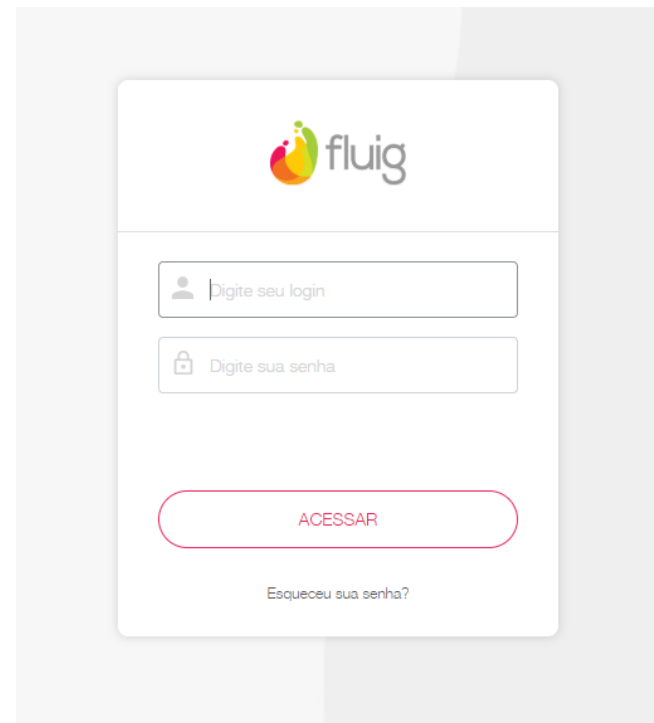 fluig
Digite seu login
Digite sua senha
ACESSAR
Esqueceu sua senha?